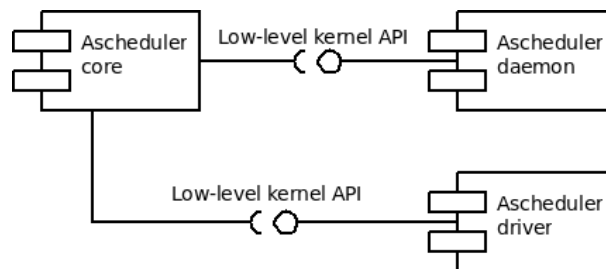 Ascheduler
core
Low-level kernel API
Ascheduler
daemon
Low-level kernel API
Ascheduler
driver